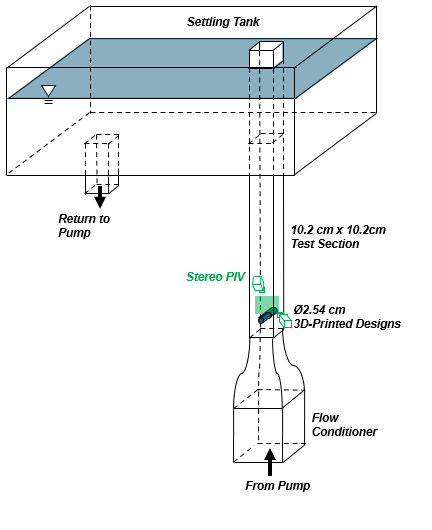 Settling Tank
Return to
Pump
10.2 cm x 10.2cm
Test Section
Stereo PIV
Ø2.54 cm
3D-Printed Designs
Flow
Conditioner
From Pump